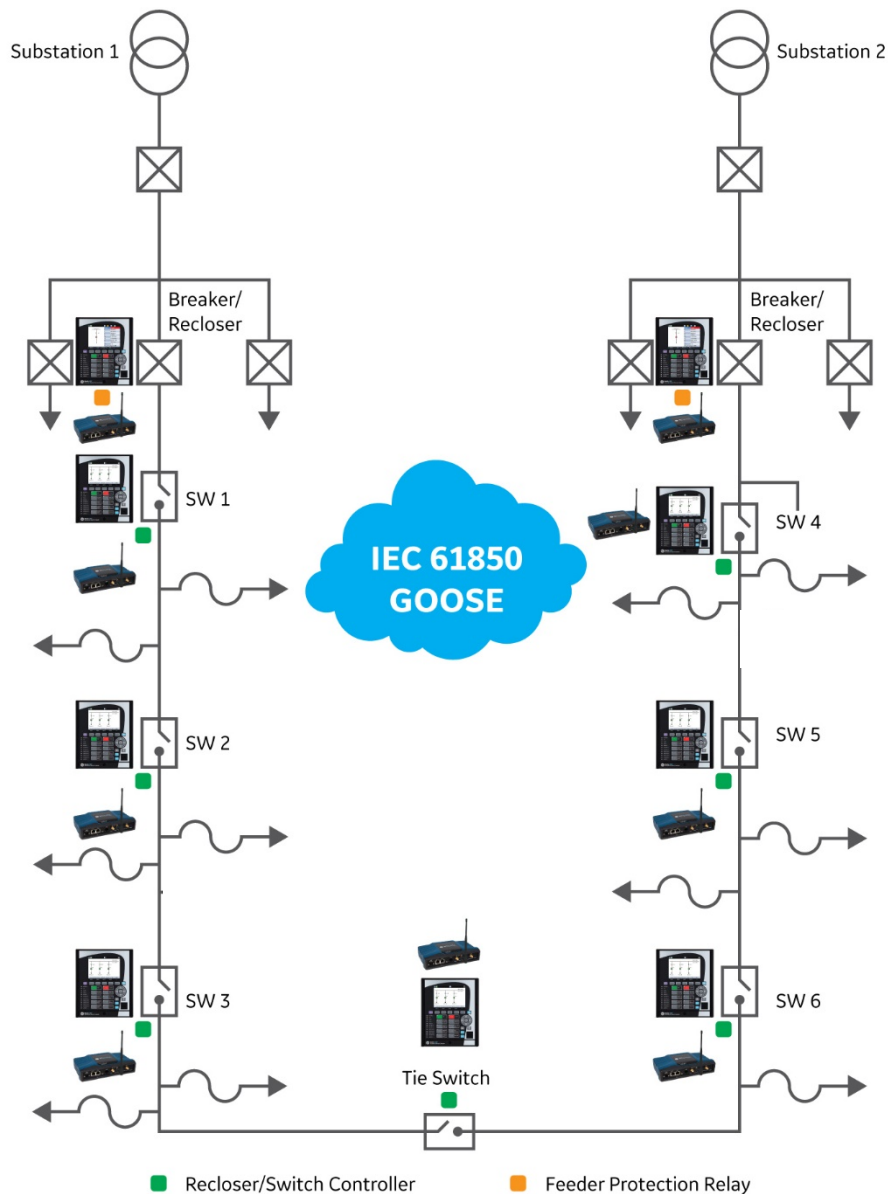 Substation 1
Substation 2
Breaker/
Recloser
Breaker/
Recloser
SW 1
SW 4
IEC 61850
GOOSE
SW 2
SW 5
SW 3
SW 6
Tie Switch
Recloser/Switch Controller
Feeder Protection Relay